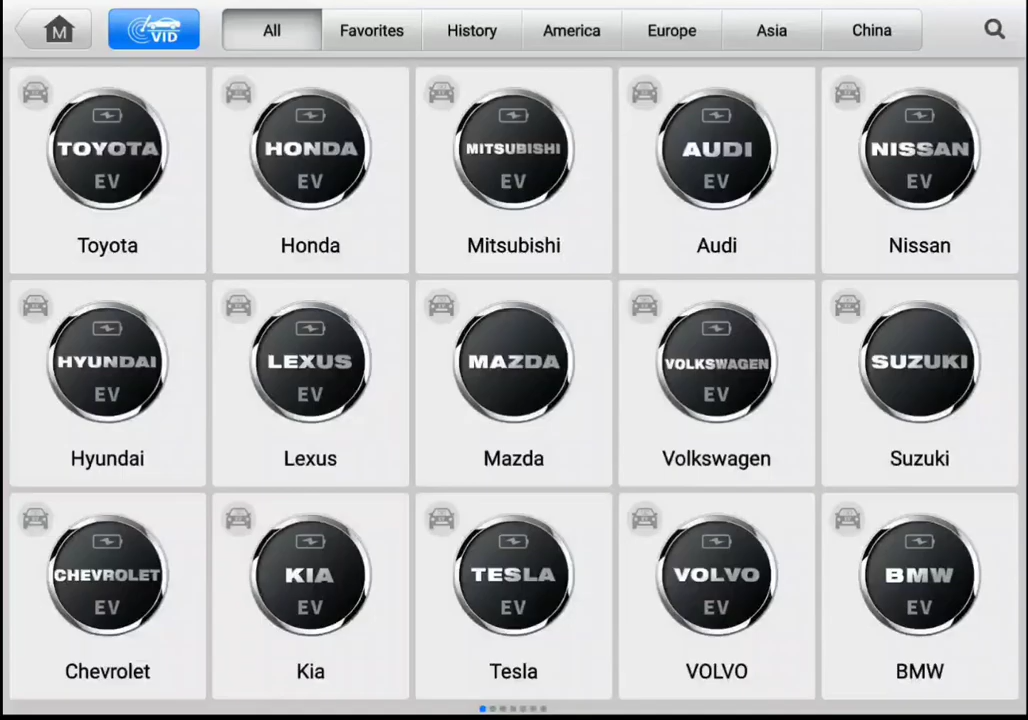 M
VID
All Favorites History America Europe Asia China
TOYOTA HONDA MITSUBISHI AUDI NISSAN
EV EV EV EV EV
Toyota Honda Mitsubishi Audi Nissan
HYUNDAI LEXUS MAZDA VOLKSWAGEN SUZUKI
EV EV EV
Hyundai Lexus Mazda Volkswagen Suzuki
CHEVROLET KIA TESLA VOLVO BMW
EV EV EV EV EV
Chevrolet Kia Tesla VOLVO BMW